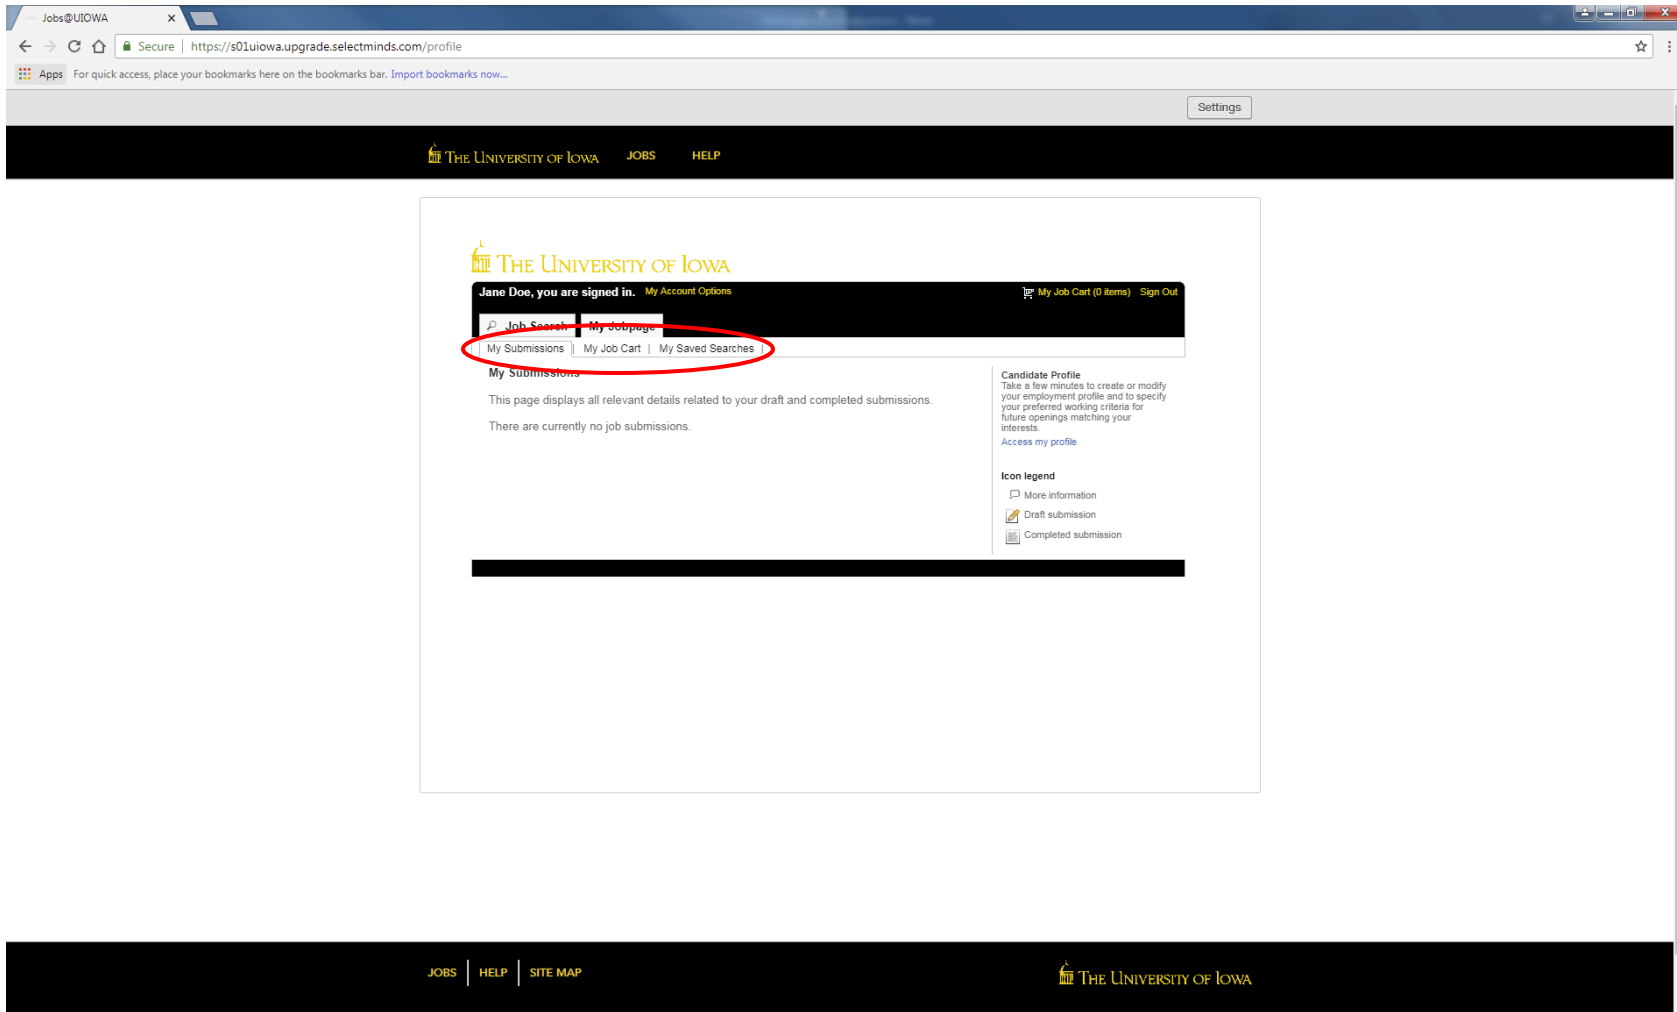 Jobs@UIOWA
Secure | https://s01uiowa.upgrade.selectminds.com/profile
Apps For quick access, place your bookmarks here on the bookmarks bar. Import bookmarks now...
Settings
THE UNIVERSITY OF IOWA JOBS HELP
THE UNIVERSITY OF IOWA
Jane Doe, you are signed in. My Account Options My Job Cart (0 items) Sign Out
Job Search My Jobpage
My Submissions | My Job Cart | My Saved Searches |
My Submissions
This page displays all relevant details related to your draft and completed submissions.
There are currently no job submissions.
Candidate Profile
Take a few minutes to create or modify
your employment profile and to specify
your preferred working criteria for
future openings matching your
interests.
Access my profile
Icon legend
More information
Draft submission
Completed submission
JOBS HELP SITE MAP
THE UNIVERSITY OF IOWA